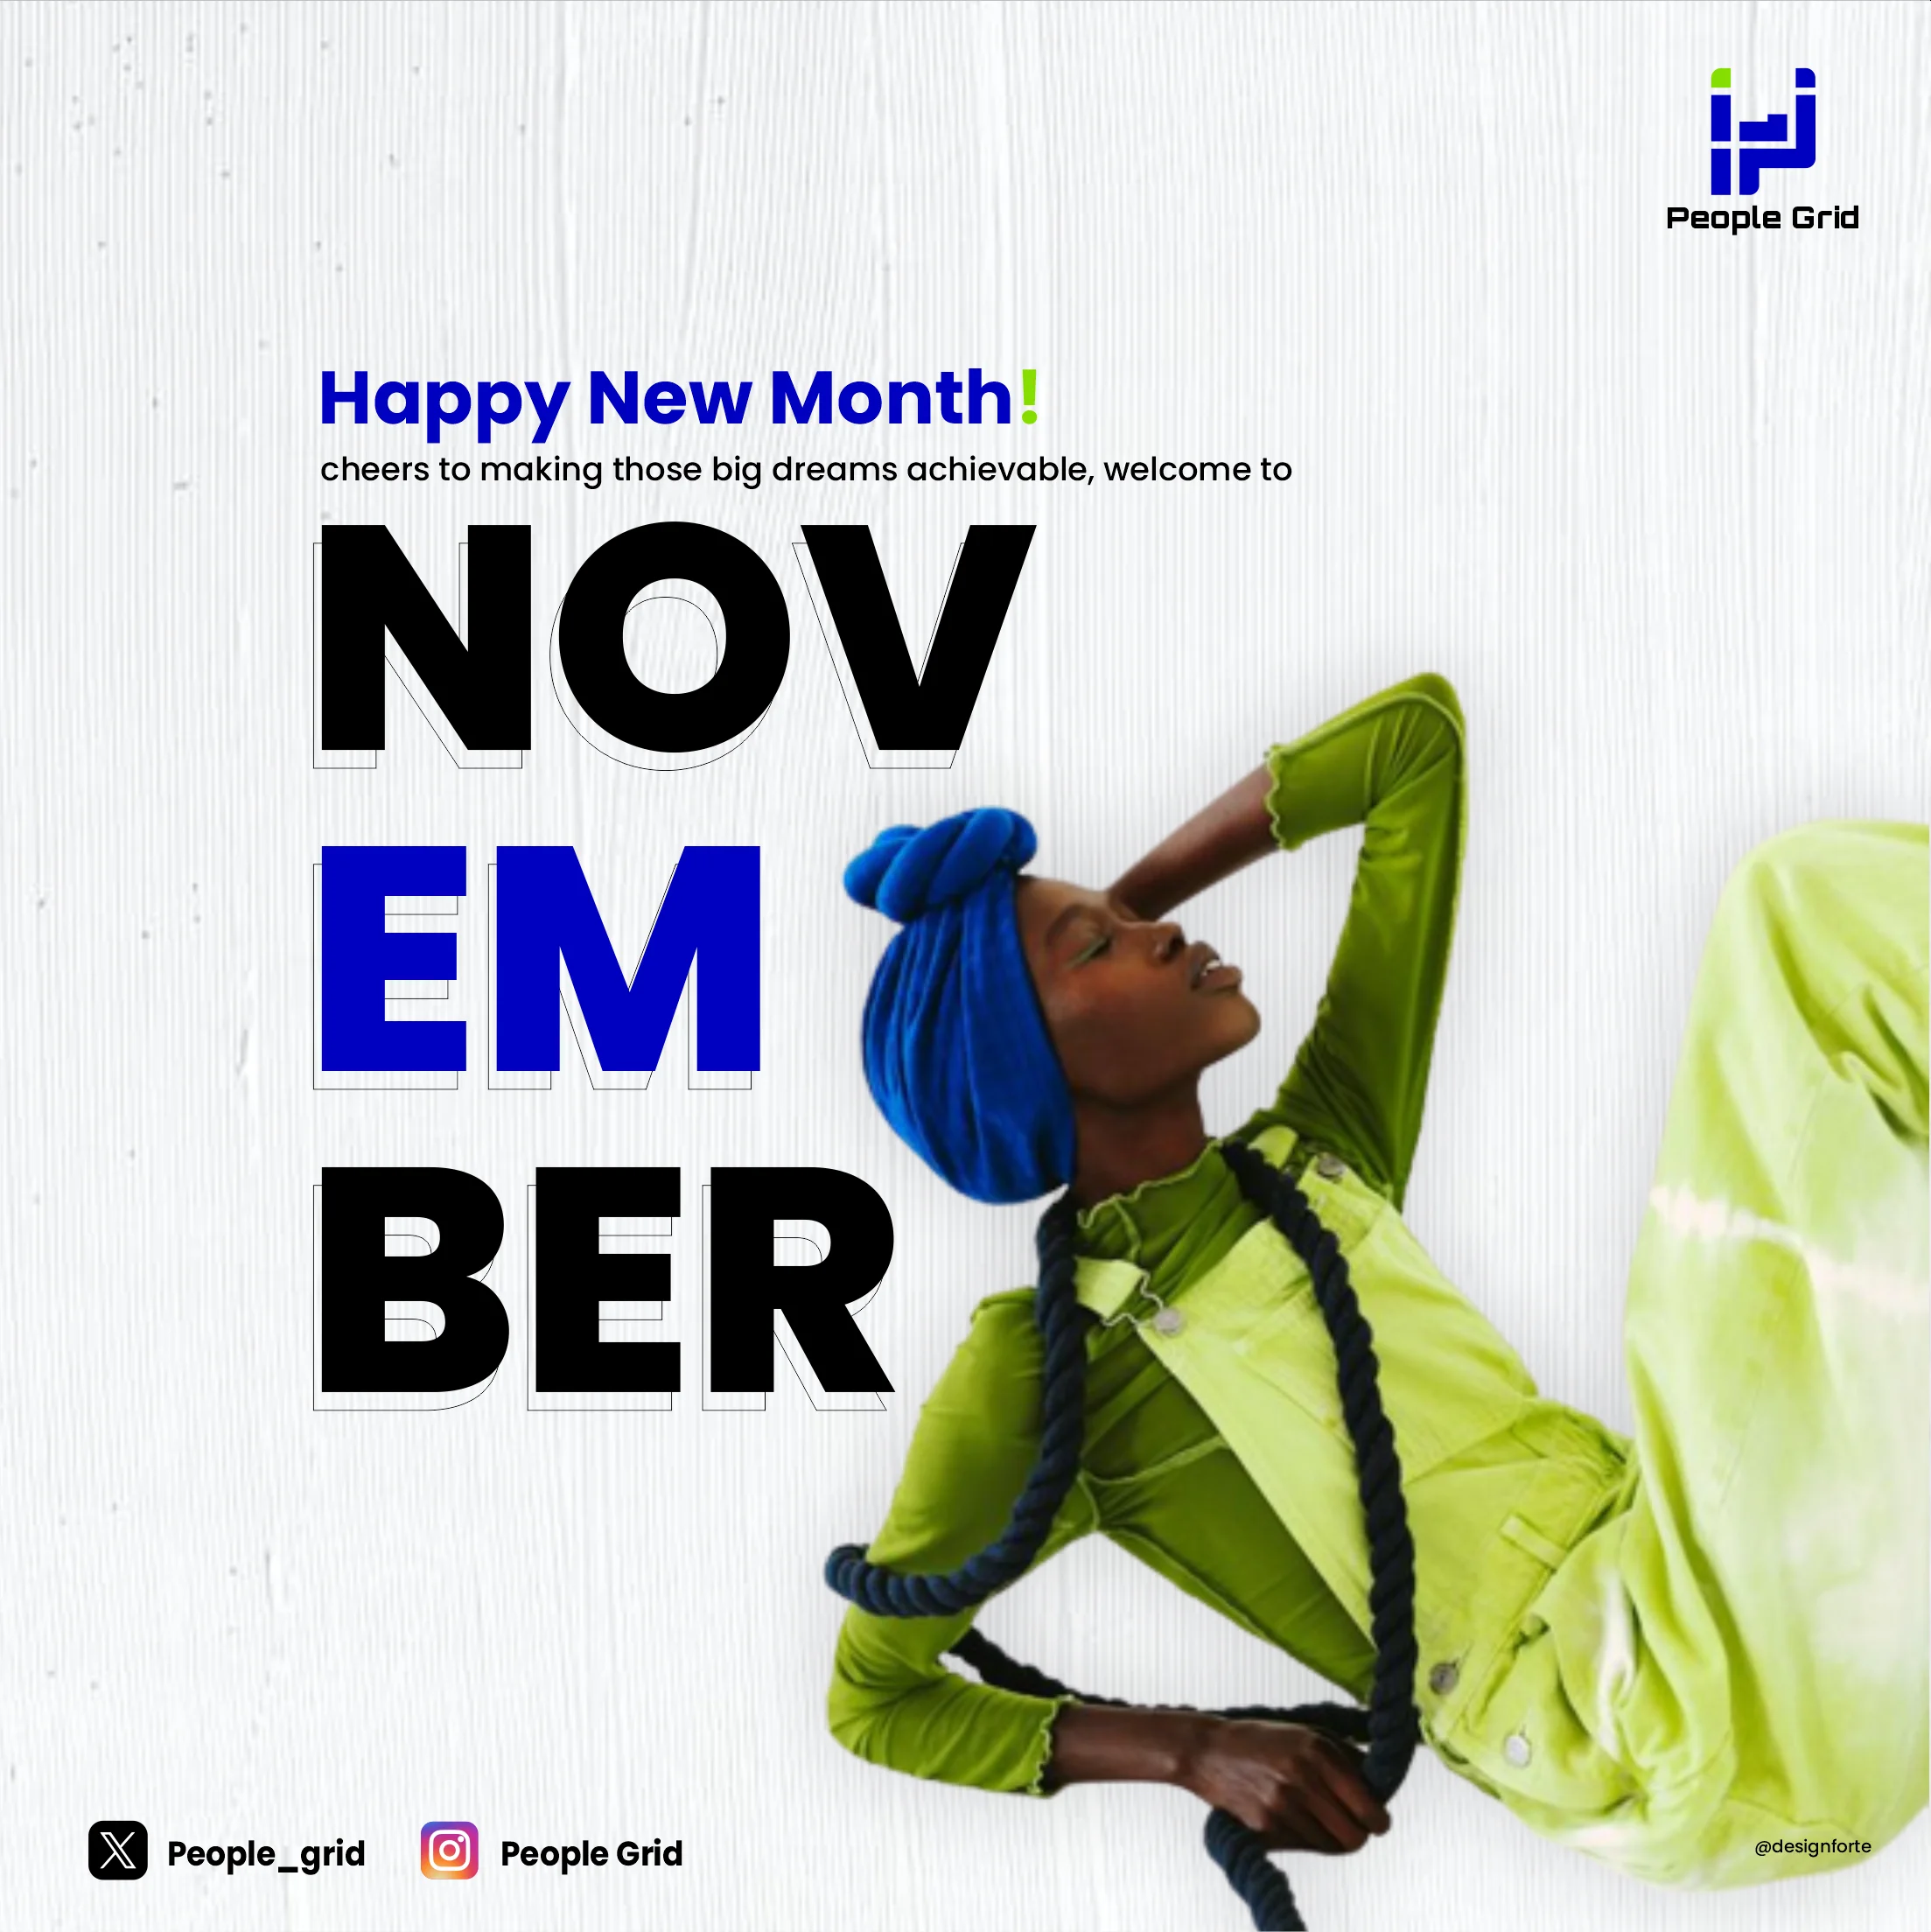 People Grid
Happy New Month!
cheers to making those big dreams achievable, welcome to
NOV
EM
BER
People_grid
People Grid
@designforte